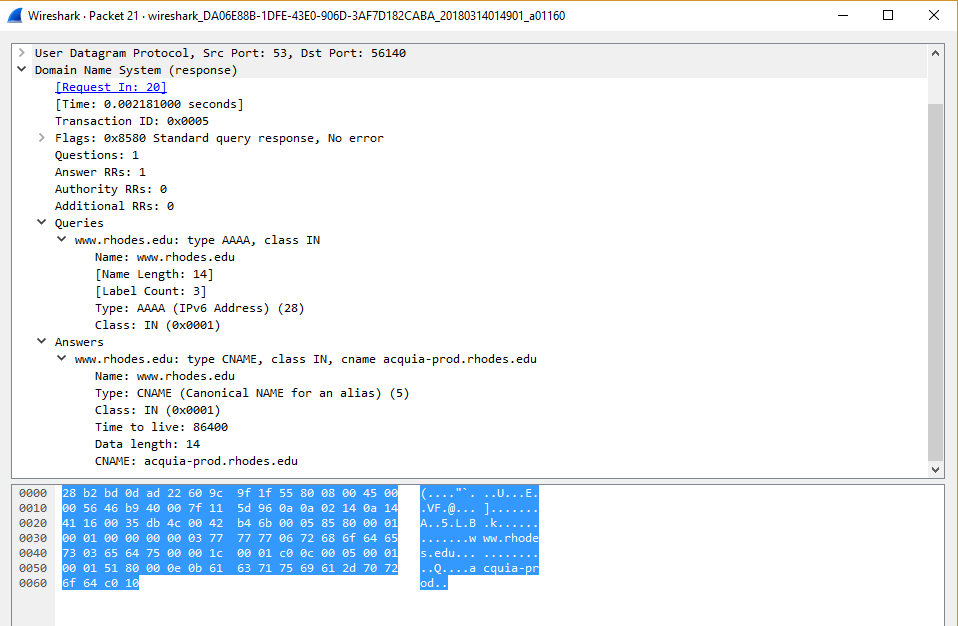 Wireshark · Packet 21 · wireshark_DA06E88B-1DFE-43E0-906D-3AF7D182CABA_20180314014901_a01160
User Datagram Protocol, Src Port: 53, Dst Port: 56140
Domain Name System (response)
[Request In: 20]
[Time: 0.002181000 seconds]
Transaction ID: 0x0005
Flags: 0x8580 Standard query response, No error
Questions: 1
Answer RRs: 1
Authority RRs: 0
Additional RRs: 0
Queries
www.rhodes.edu: type AAAA, class IN
Name: www.rhodes.edu
[Name Length: 14]
[Label Count: 3]
Type: AAAA (IPv6 Address) (28)
Class: IN (0x0001)
Answers
www.rhodes.edu: type CNAME, class IN, cname acquia-prod.rhodes.edu
Name: www.rhodes.edu
Type: CNAME (Canonical NAME for an alias) (5)
Class: IN (0x0001)
Time to live: 86400
Data length: 14
CNAME: acquia-prod.rhodes.edu
0000 28 b2 bd 0d ad 22 60 9c 9f 1f 55 80 08 00 45 00 (...."`. ..U...E.
0010 00 56 46 b9 40 00 7f 11 5d 96 0a 0a 02 14 0a 14 .VF.@... ].......
0020 41 16 00 35 db 4c 00 42 b4 6b 00 05 85 80 00 01 A..5.L.B .k......
0030 00 01 00 00 00 00 03 77 77 77 06 72 68 6f 64 65 .......w ww.rhode
0040 73 03 65 64 75 00 00 1c 00 01 c0 0c 00 05 00 01 s.edu... ........
0050 00 01 51 80 00 0e 0b 61 63 71 75 69 61 2d 70 72 ..Q....a cquia-pr
0060 6f 64 c0 10 od..